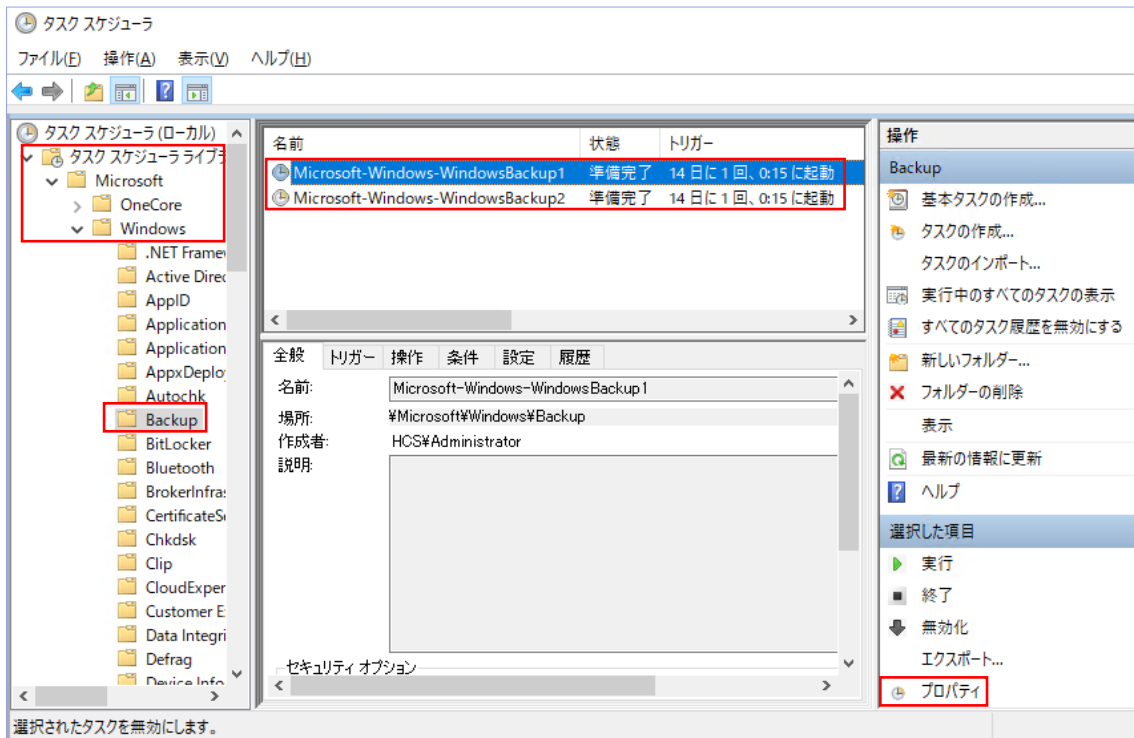 タスク スケジューラ
ファイル(F) 操作(A) 表示(V) ヘルプ(H)
タスク スケジューラ (ローカル)
タスク スケジューラ ライブラ
Microsoft
OneCore
Windows
.NET Framew
Active Direc
AppID
Application
Application
AppxDeplo
Autochk
Backup
BitLocker
Bluetooth
BrokerInfras
CertificateSe
Chkdsk
Clip
CloudExper
Customer E
Data Integri
Defrag
Device Info
名前 状態 トリガー
Microsoft-Windows-WindowsBackup1 準備完了 14 日に 1 回、0:15 に起動
Microsoft-Windows-WindowsBackup2 準備完了 14 日に 1 回、0:15 に起動
全般 トリガー 操作 条件 設定 履歴
名前: Microsoft-Windows-WindowsBackup1
場所: ¥Microsoft¥Windows¥Backup
作成者: HCS¥Administrator
説明:
セキュリティ オプション
操作
Backup
基本タスクの作成...
タスクの作成...
タスクのインポート...
実行中のすべてのタスクの表示
すべてのタスク履歴を無効にする
新しいフォルダー...
フォルダーの削除
表示
最新の情報に更新
ヘルプ
選択した項目
実行
終了
無効化
エクスポート...
プロパティ
選択されたタスクを無効にします。